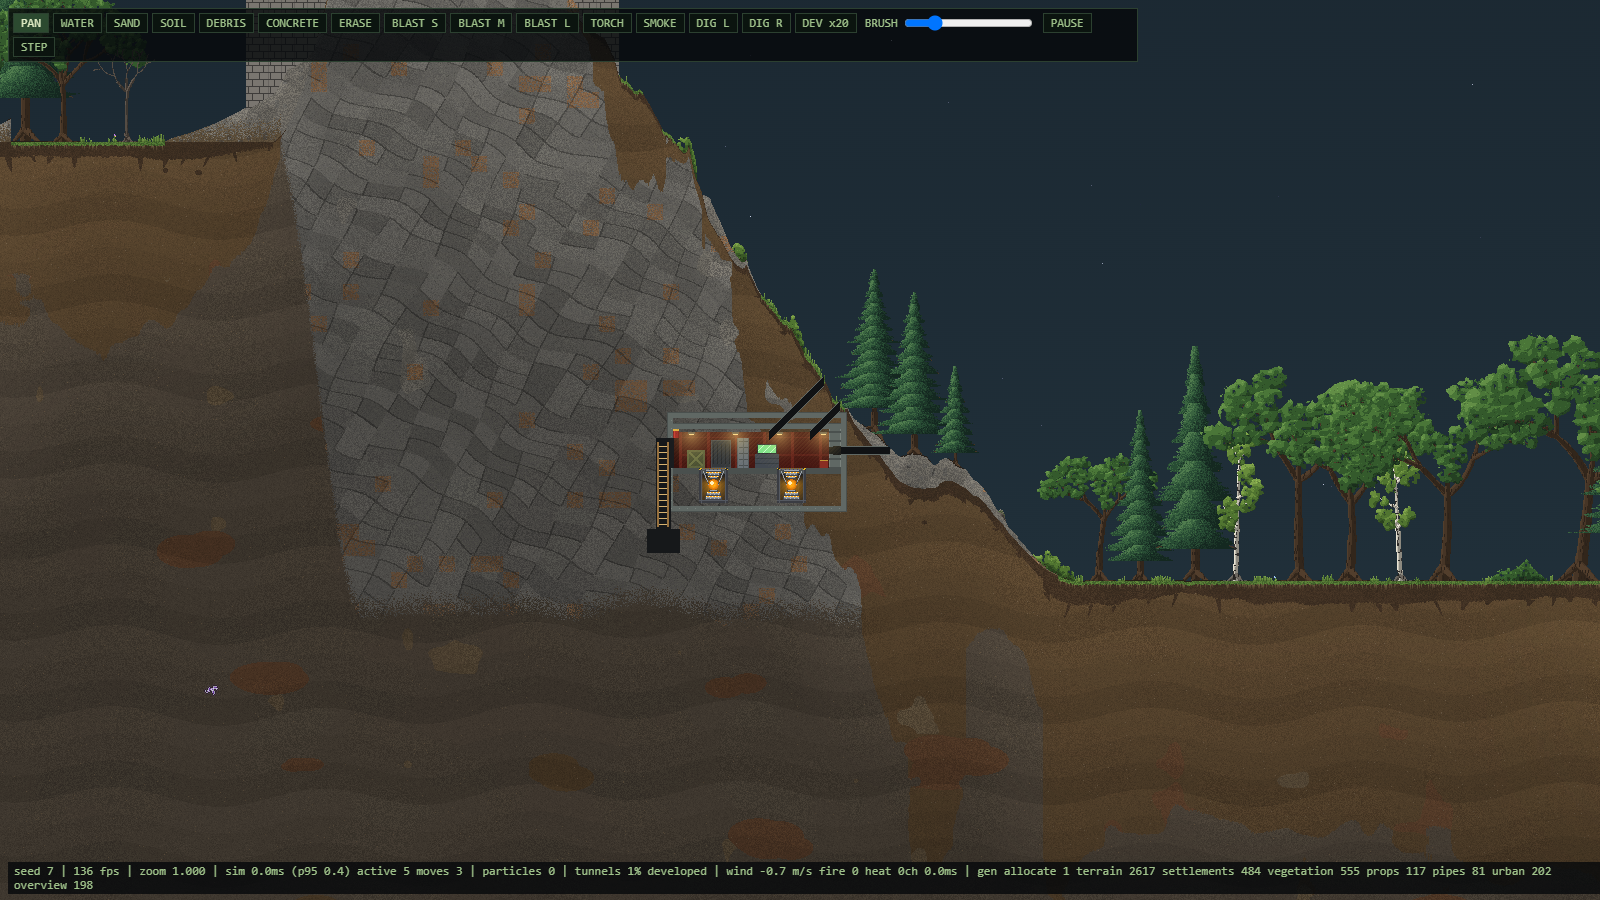 PAN WATER SAND SOIL DEBRIS CONCRETE ERASE BLAST S BLAST M BLAST L TORCH SMOKE DIG L DIG R DEV x20 BRUSH PAUSE
STEP
seed 7 | 136 fps | zoom 1.000 | sim 0.0ms (p95 0.4) active 5 moves 3 | particles 0 | tunnels 1% developed | wind -0.7 m/s fire 0 heat 0ch 0.0ms | gen allocate 1 terrain 2617 settlements 484 vegetation 555 props 117 pipes 81 urban 202
overview 198